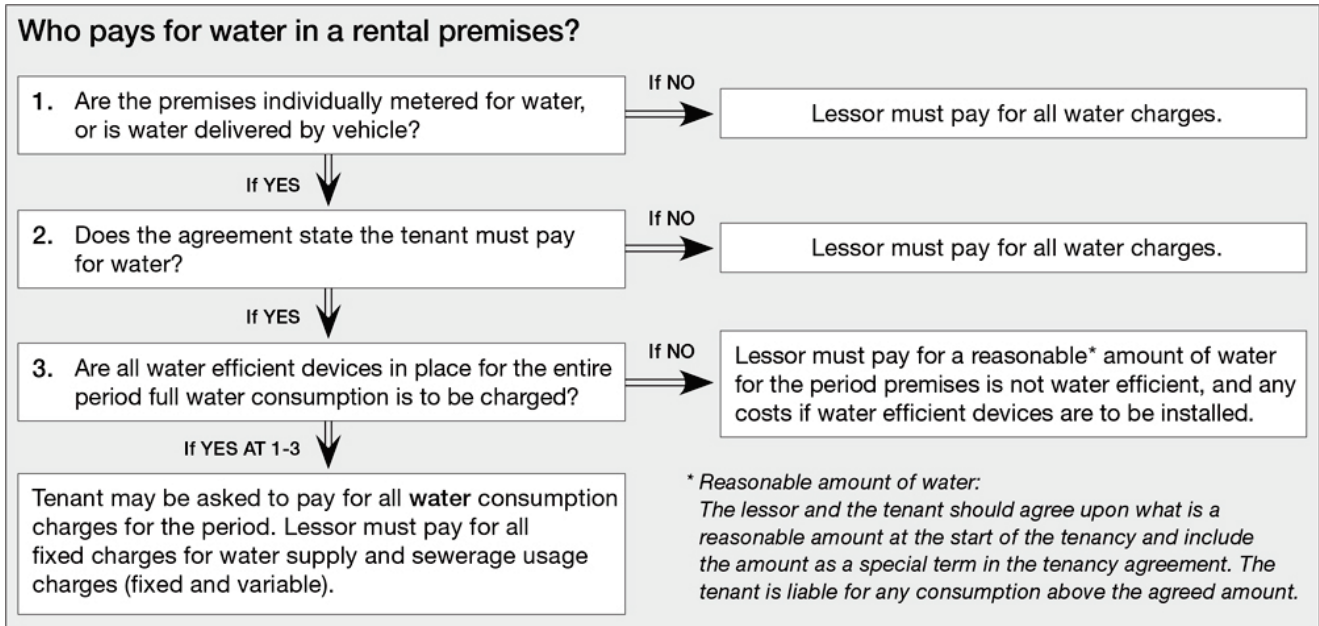 Who pays for water in a rental premises?
1. Are the premises individually metered for water,
or is water delivered by vehicle?
If NO
Lessor must pay for all water charges.
If YES
2. Does the agreement state the tenant must pay
for water?
If NO
Lessor must pay for all water charges.
If YES
3. Are all water efficient devices in place for the entire
period full water consumption is to be charged?
If NO
Lessor must pay for a reasonable* amount of water
for the period premises is not water efficient, and any
costs if water efficient devices are to be installed.
If YES AT 1-3
Tenant may be asked to pay for all water consumption
charges for the period. Lessor must pay for all
fixed charges for water supply and sewerage usage
charges (fixed and variable).
* Reasonable amount of water:
The lessor and the tenant should agree upon what is a
reasonable amount at the start of the tenancy and include
the amount as a special term in the tenancy agreement. The
tenant is liable for any consumption above the agreed amount.